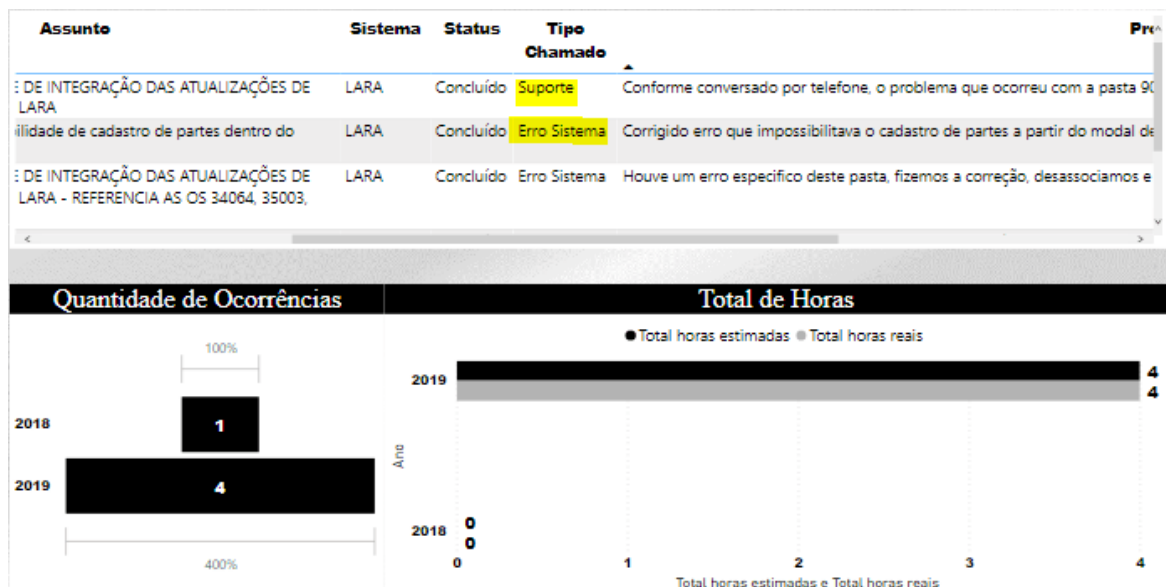 Assunto Sistema Status Tipo Chamado
E DE INTEGRAÇÃO DAS ATUALIZAÇÕES DE LARA Concluído Suporte Conforme conversado por telefone, o problema que ocorreu com a pasta 90
LARA
ilidade de cadastro de partes dentro do LARA Concluído Erro Sistema Corrigido erro que impossibilitava o cadastro de partes a partir do modal de
E DE INTEGRAÇÃO DAS ATUALIZAÇÕES DE LARA Concluído Erro Sistema Houve um erro especifico deste pasta, fizemos a correção, desassociamos e
LARA - REFERENCIA AS OS 34064, 35003,
Quantidade de Ocorrências
100%
2018 1
2019 4
400%
Total de Horas
Total horas estimadas Total horas reais
Ano
2019 4
4
2018 0
0
0 1 2 3 4
Total horas estimadas e Total horas reais